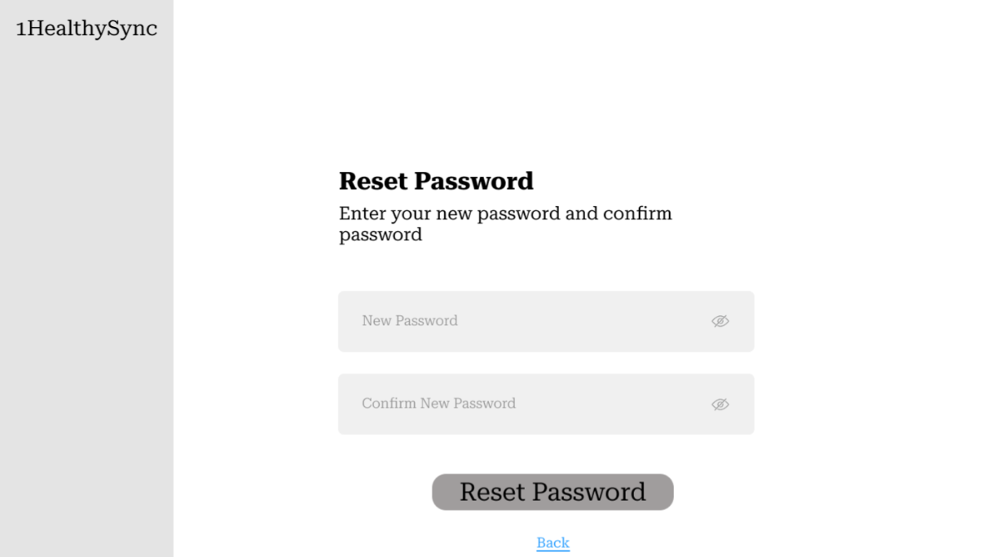 1HealthySync
Reset Password
Enter your new password and confirm
password
New Password
Confirm New Password
Reset Password
Back